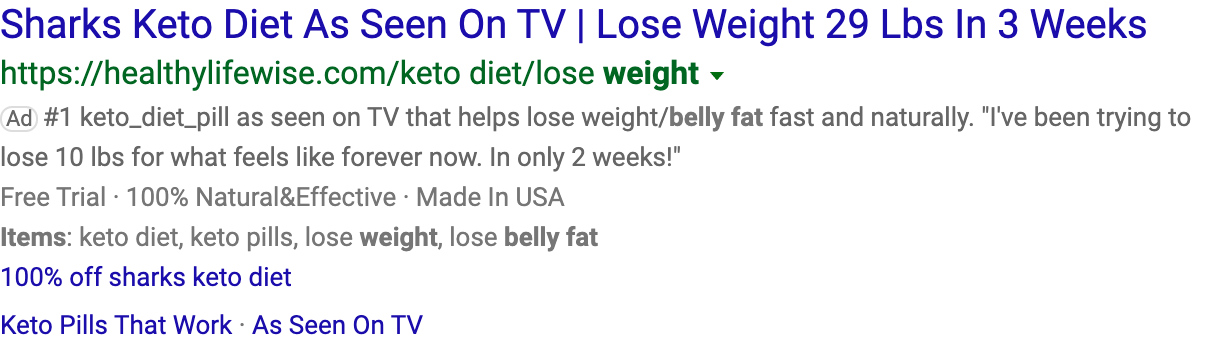 Sharks Keto Diet As Seen On TV | Lose Weight 29 Lbs In 3 Weeks
https://healthylifewise.com/keto diet/lose weight
Ad #1 keto_diet_pill as seen on TV that helps lose weight/belly fat fast and naturally. "I've been trying to
lose 10 lbs for what feels like forever now. In only 2 weeks!"
Free Trial · 100% Natural&Effective · Made In USA
Items: keto diet, keto pills, lose weight, lose belly fat
100% off sharks keto diet
Keto Pills That Work · As Seen On TV